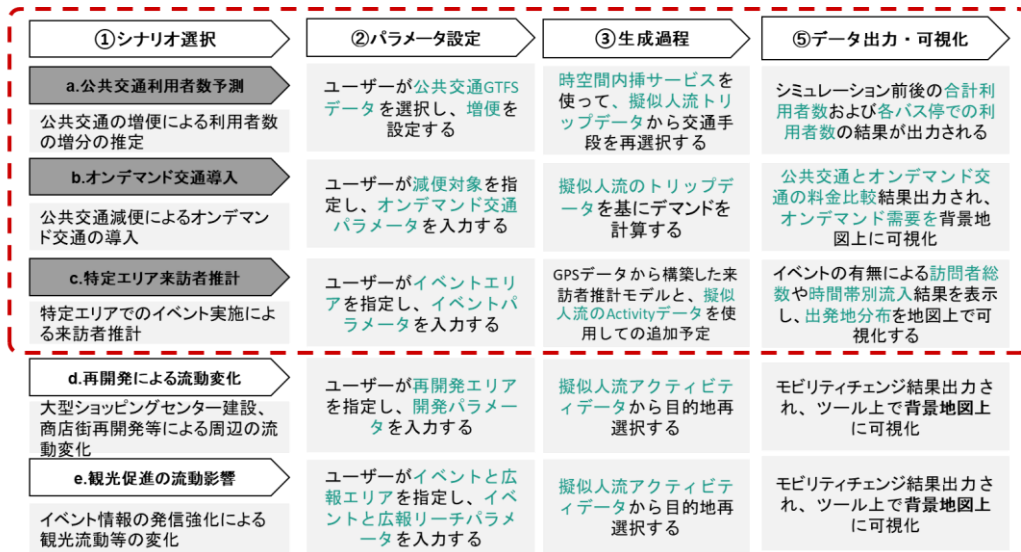 ①シナリオ選択
②パラメータ設定
③生成過程
⑤データ出力・可視化
a.公共交通利用者数予測
公共交通の増便による利用者数
の増分の推定
ユーザーが公共交通GTFS
データを選択し、増便を
設定する
時空間内挿サービスを
使って、擬似人流トリ
ップデータから交通手
段を再選択する
シミュレーション前後の合計利
用者数および各バス停での利
用者数の結果が出力される
b.オンデマンド交通導入
公共交通減便によるオンデマン
ド交通の導入
ユーザーが減便対象を指
定し、オンデマンド交通
パラメータを入力する
擬似人流のトリップデ
ータを基にデマンドを
計算する
公共交通とオンデマンド交
通の料金比較結果出力され、
オンデマンド需要を背景地
図上に可視化
c.特定エリア来訪者推計
特定エリアでのイベント実施によ
る来訪者推計
ユーザーがイベントエリ
アを指定し、イベントパ
ラメータを入力する
GPSデータから構築した来
訪者推計モデルと、擬似
人流のActivityデータを使
用しての追加予定
イベントの有無による訪問者総
数や時間帯別流入結果を表示
し、出発地分布を地図上で可
視化する
d.再開発による流動変化
大型ショッピングセンター建設、
商店街再開発等による周辺の流
動変化
ユーザーが再開発エリア
を指定し、開発パラメー
タを入力する
擬似人流アクティビテ
ィデータから目的地再
選択する
モビリティチェンジ結果出力さ
れ、ツール上で背景地図上
に可視化
e.観光促進の流動影響
イベント情報の発信強化による
観光流動等の変化
ユーザーがイベントと広
報エリアを指定し、イベ
ントと広報リーチパラメ
ータを入力する
擬似人流アクティビテ
ィデータから目的地再
選択する
モビリティチェンジ結果出力さ
れ、ツール上で背景地図上
に可視化